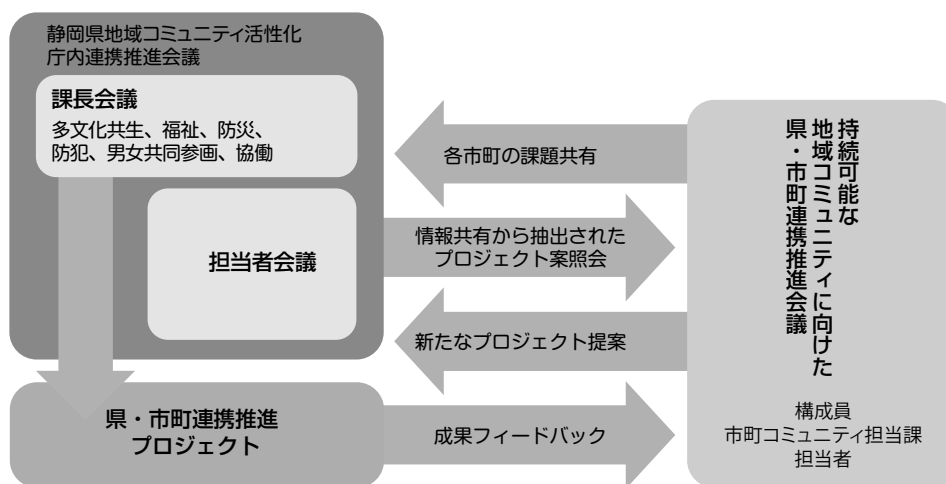 静岡県地域コミュニティ活性化
庁内連携推進会議
課長会議
多文化共生、福祉、防災、
防犯、男女共同参画、協働
担当者会議
県・市町連携推進
プロジェクト
各市町の課題共有
情報共有から抽出された
プロジェクト案照会
新たなプロジェクト提案
成果フィードバック
持続可能な
地域コミュニティに向けた
県・市町連携推進会議
構成員
市町コミュニティ担当課
担当者